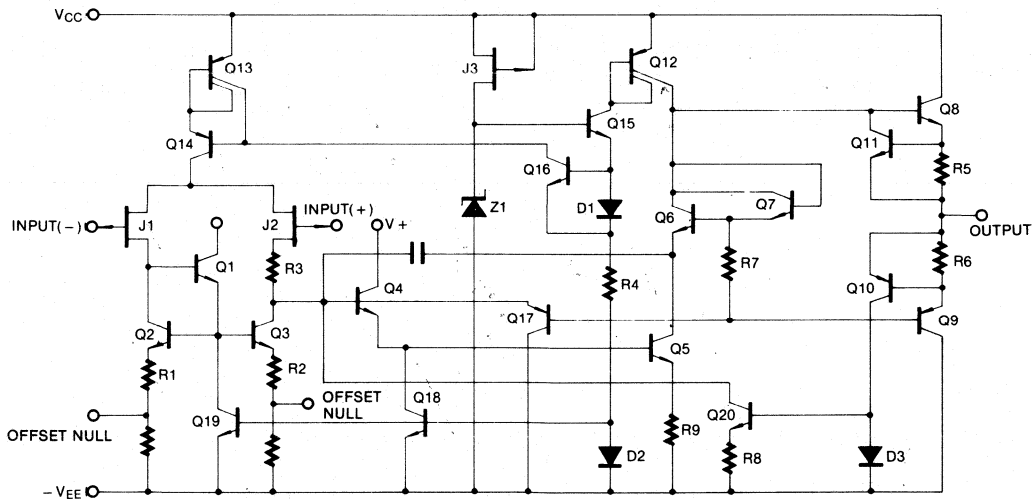 VCC
Q13
J3
Q12
Q8
Q14
Q15
Q11
Q16
R5
Z1
D1
Q7
INPUT(-)
J1
INPUT(+)
J2
Q6
OUTPUT
Q1
V+
R3
R7
R6
Q4
R4
Q10
Q17
Q9
Q2
Q3
Q5
R1
R2
OFFSET NULL
OFFSET
NULL
Q19
Q18
Q20
R9
D2
R8
D3
-VEE